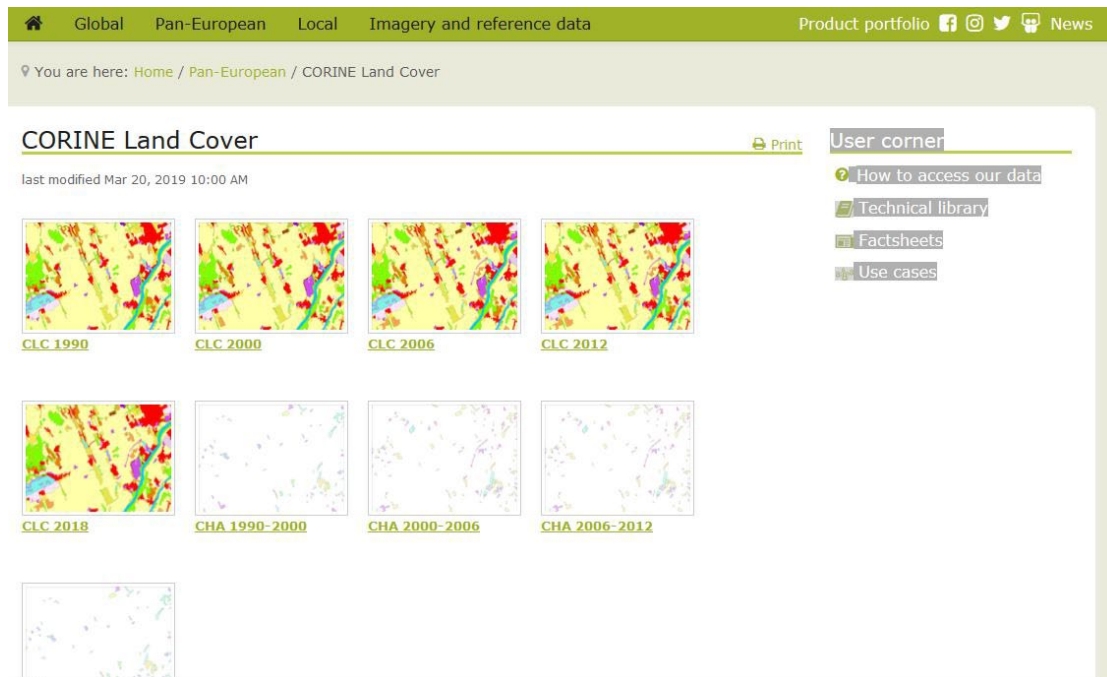 Global Pan-European Local Imagery and reference data Product portfolio News
You are here: Home / Pan-European / CORINE Land Cover
CORINE Land Cover
Print
last modified Mar 20, 2019 10:00 AM
CLC 1990 CLC 2000 CLC 2006 CLC 2012
CLC 2018 CHA 1990-2000 CHA 2000-2006 CHA 2006-2012
User corner
How to access our data
Technical library
Factsheets
Use cases